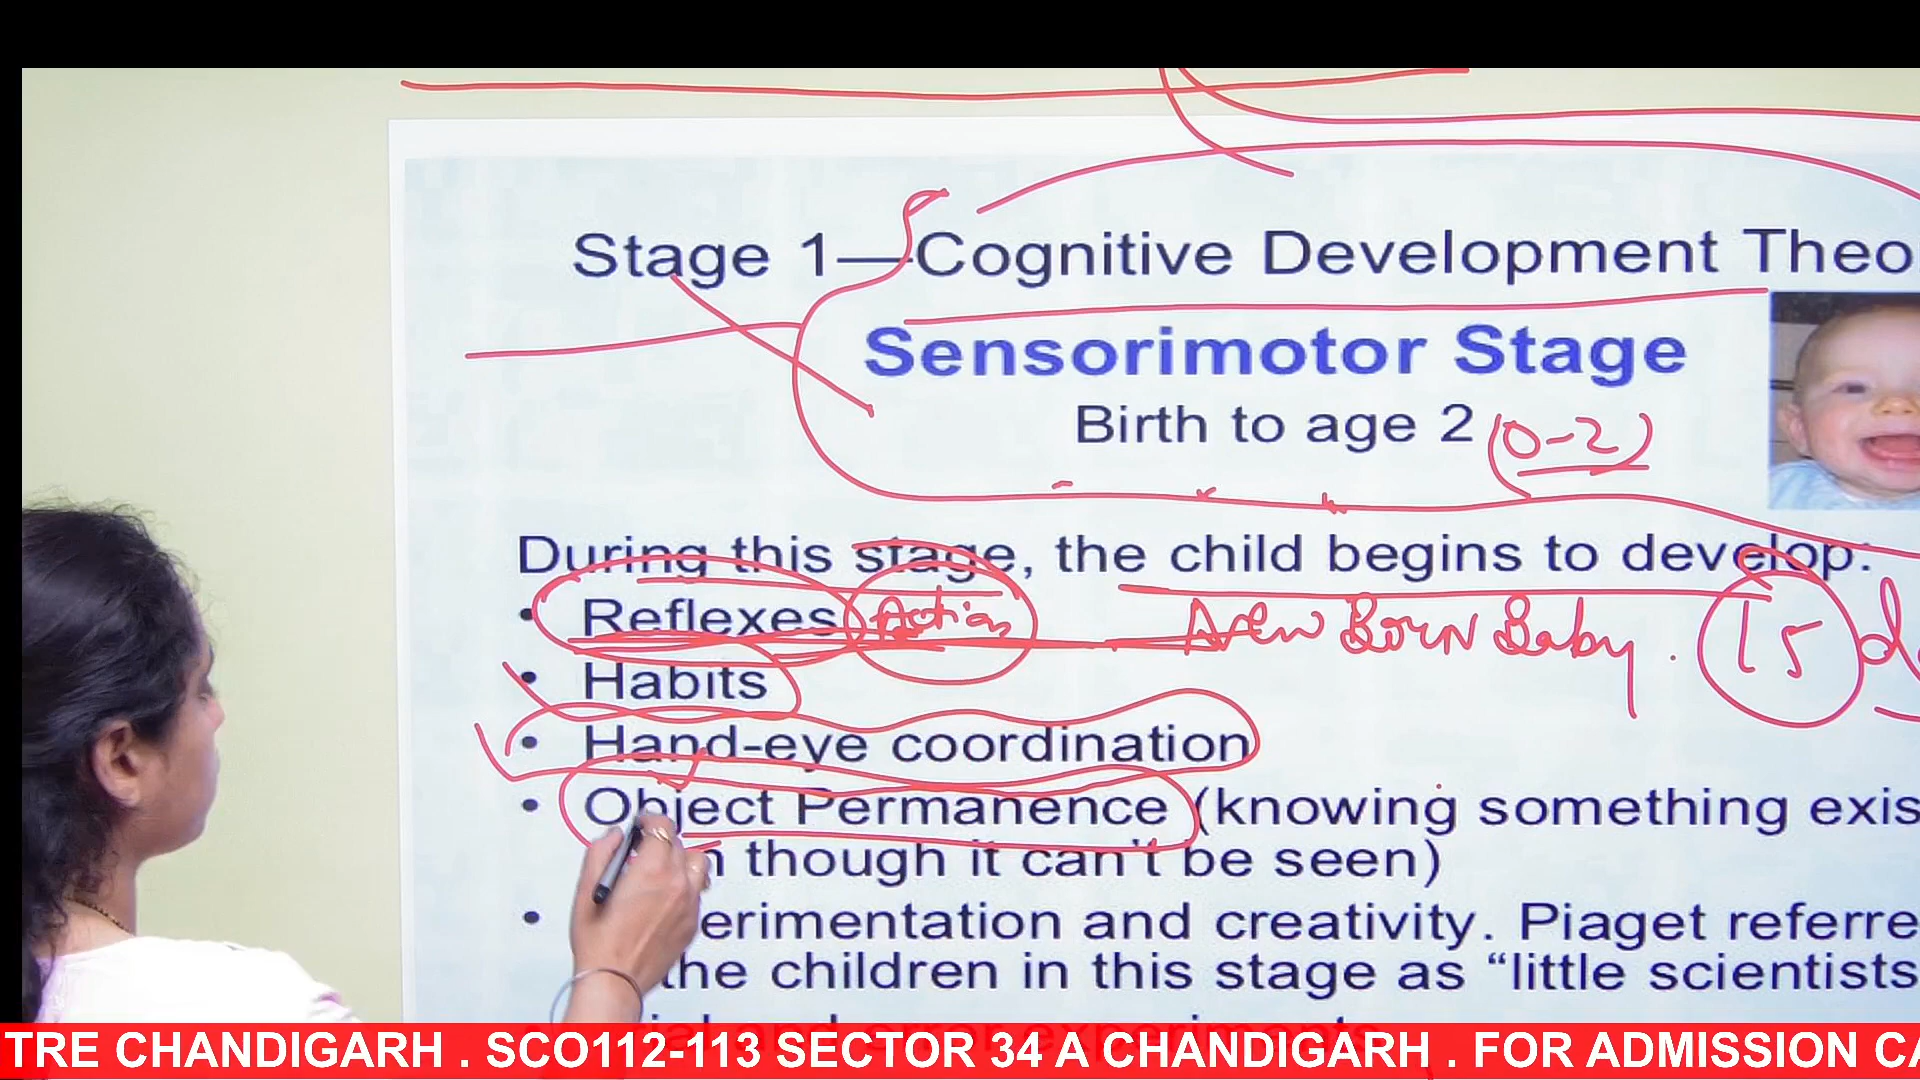 Stage 1—Cognitive Development Theo
Sensorimotor Stage
Birth to age 2 (0-2)
During this stage, the child begins to develop:
• Reflexes Action New Born Baby. 15 d
• Habits
• Hand-eye coordination
• Object Permanence (knowing something exis
n though it can't be seen)
• erimentation and creativity. Piaget referre
the children in this stage as “little scientists
TRE CHANDIGARH . SCO112-113 SECTOR 34 A CHANDIGARH . FOR ADMISSION CA